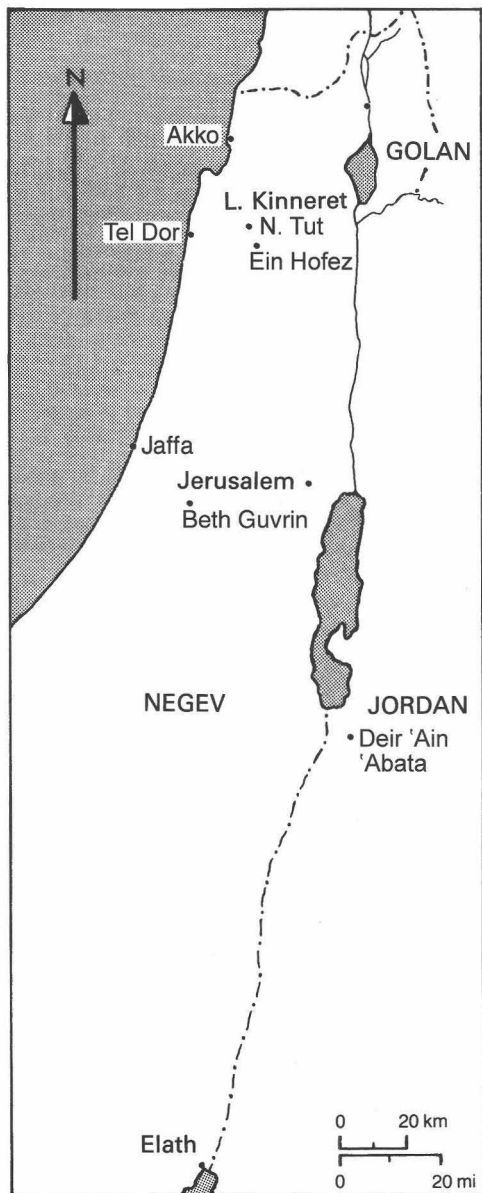 N
Akko
GOLAN
L. Kinneret
Tel Dor
N. Tut
Ein Hofez
Jaffa
Jerusalem
Beth Guvrin
NEGEV
JORDAN
Deir ‘Ain
‘Abata
Elath
0 20 km
0 20 mi